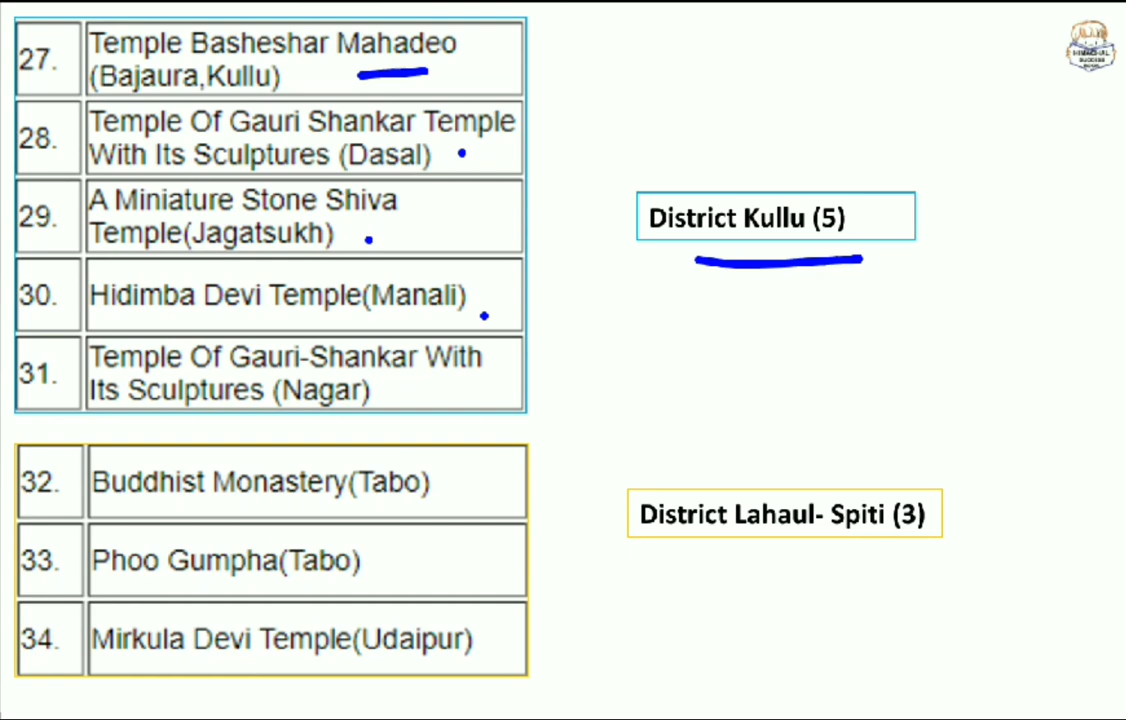 27.
Temple Basheshar Mahadeo
(Bajaura,Kullu)
28.
Temple Of Gauri Shankar Temple
With Its Sculptures (Dasal)
29.
A Miniature Stone Shiva
Temple(Jagatsukh)
30.
Hidimba Devi Temple(Manali)
31.
Temple Of Gauri-Shankar With
Its Sculptures (Nagar)
District Kullu (5)
32.
Buddhist Monastery(Tabo)
33.
Phoo Gumpha(Tabo)
34.
Mirkula Devi Temple(Udaipur)
District Lahaul- Spiti (3)
HIMACHAL
SUCCESS